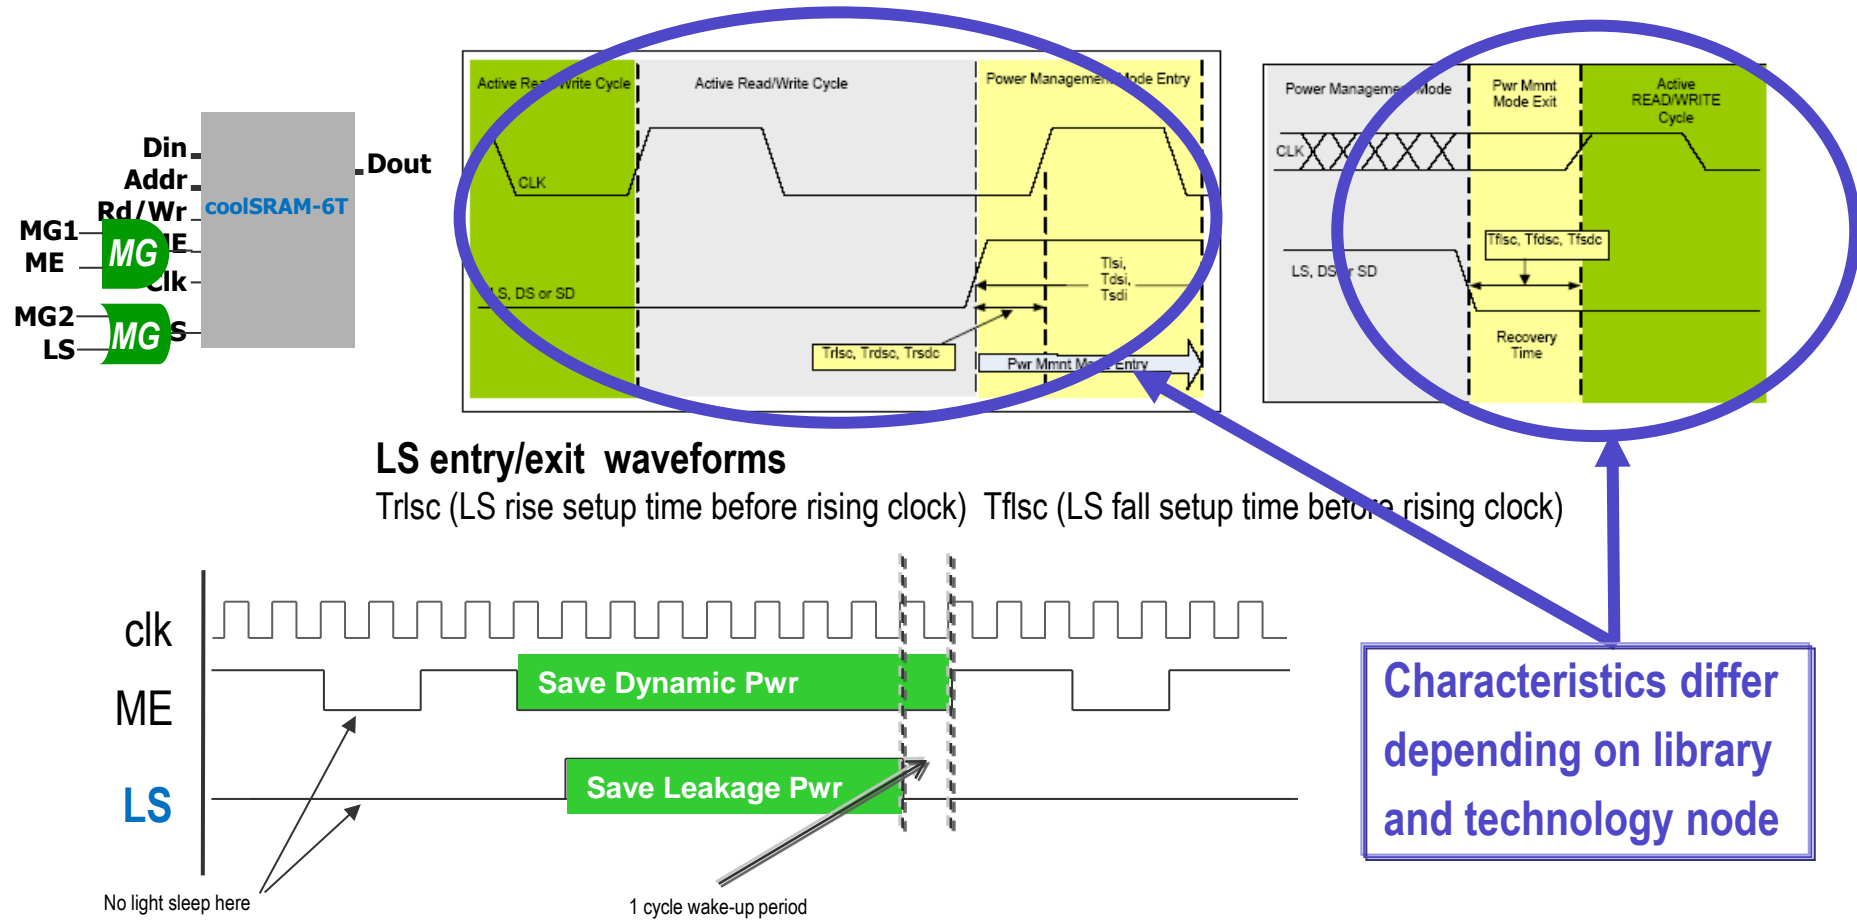 Din
Addr
Rd/Wr
MG1
ME
MG
E
Clk
MG2
LS
MG
S
coolSRAM-6T
Dout
Active Read/Write Cycle
Active Read/Write Cycle
Power Management Mode Entry
CLK
LS, DS or SD
Tlsi,
Tdsi,
Tsdi
Trlsc, Trdsc, Trsdc
Pwr Mmnt Mode Entry
Power Management Mode
Pwr Mmnt
Mode Exit
Active
READ/WRITE
Cycle
CLK
Tflsc, Tfdsc, Tfsdc
LS, DS or SD
Recovery
Time
LS entry/exit waveforms
Trlsc (LS rise setup time before rising clock) Tflsc (LS fall setup time before rising clock)
clk
ME
Save Dynamic Pwr
LS
Save Leakage Pwr
No light sleep here
1 cycle wake-up period
Characteristics differ
depending on library
and technology node